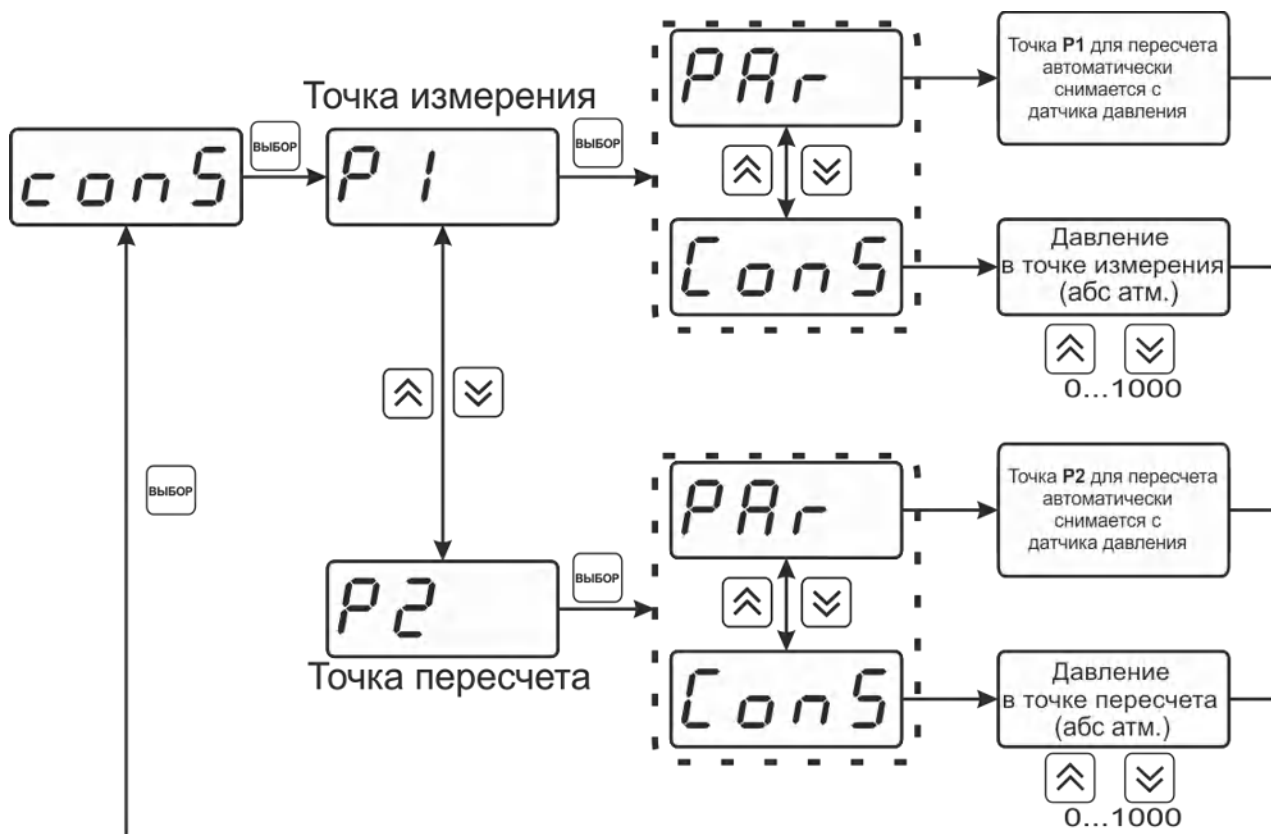 Точка измерения
conS
ВЫБОР
P1
ВЫБОР
PAr
Точка P1 для пересчета
автоматически
снимается с
датчика давления
ConS
Давление
в точке измерения
(абс атм.)
0...1000
ВЫБОР
P2
Точка пересчета
ВЫБОР
PAr
Точка P2 для пересчета
автоматически
снимается с
датчика давления
ConS
Давление
в точке пересчета
(абс атм.)
0...1000